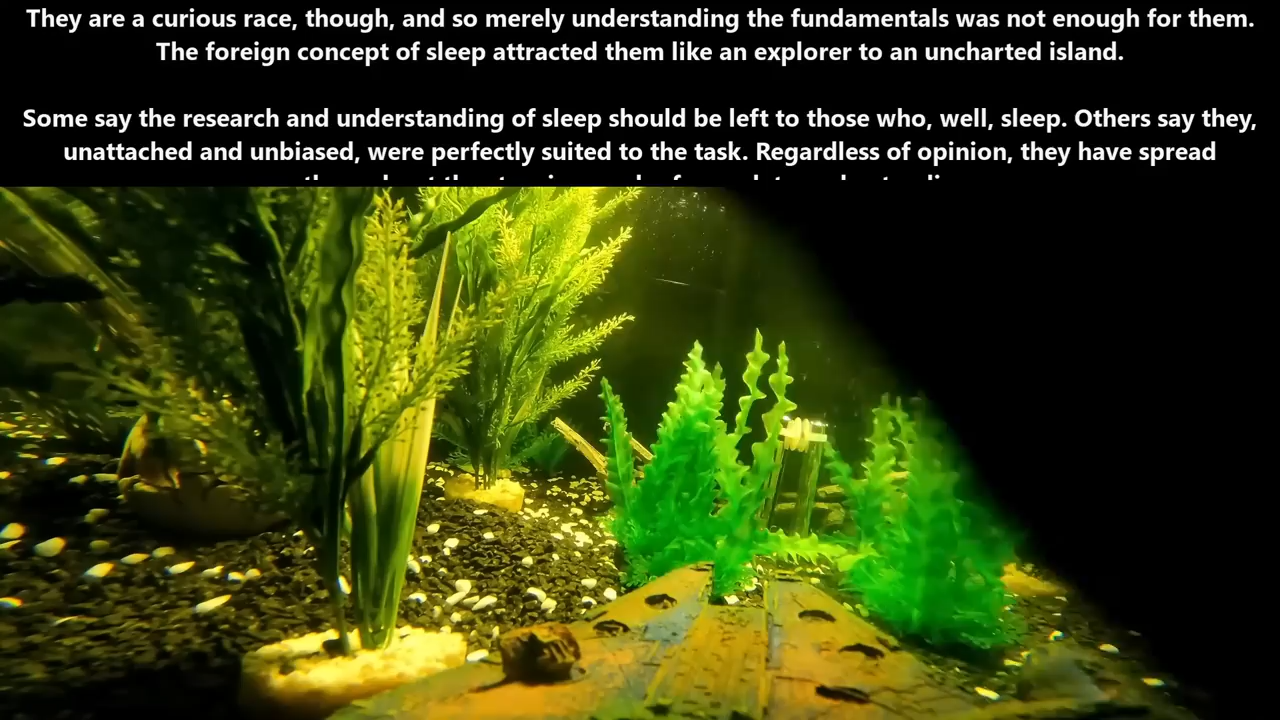 They are a curious race, though, and so merely understanding the fundamentals was not enough for them.
The foreign concept of sleep attracted them like an explorer to an uncharted island.
Some say the research and understanding of sleep should be left to those who, well, sleep. Others say they,
unattached and unbiased, were perfectly suited to the task. Regardless of opinion, they have spread